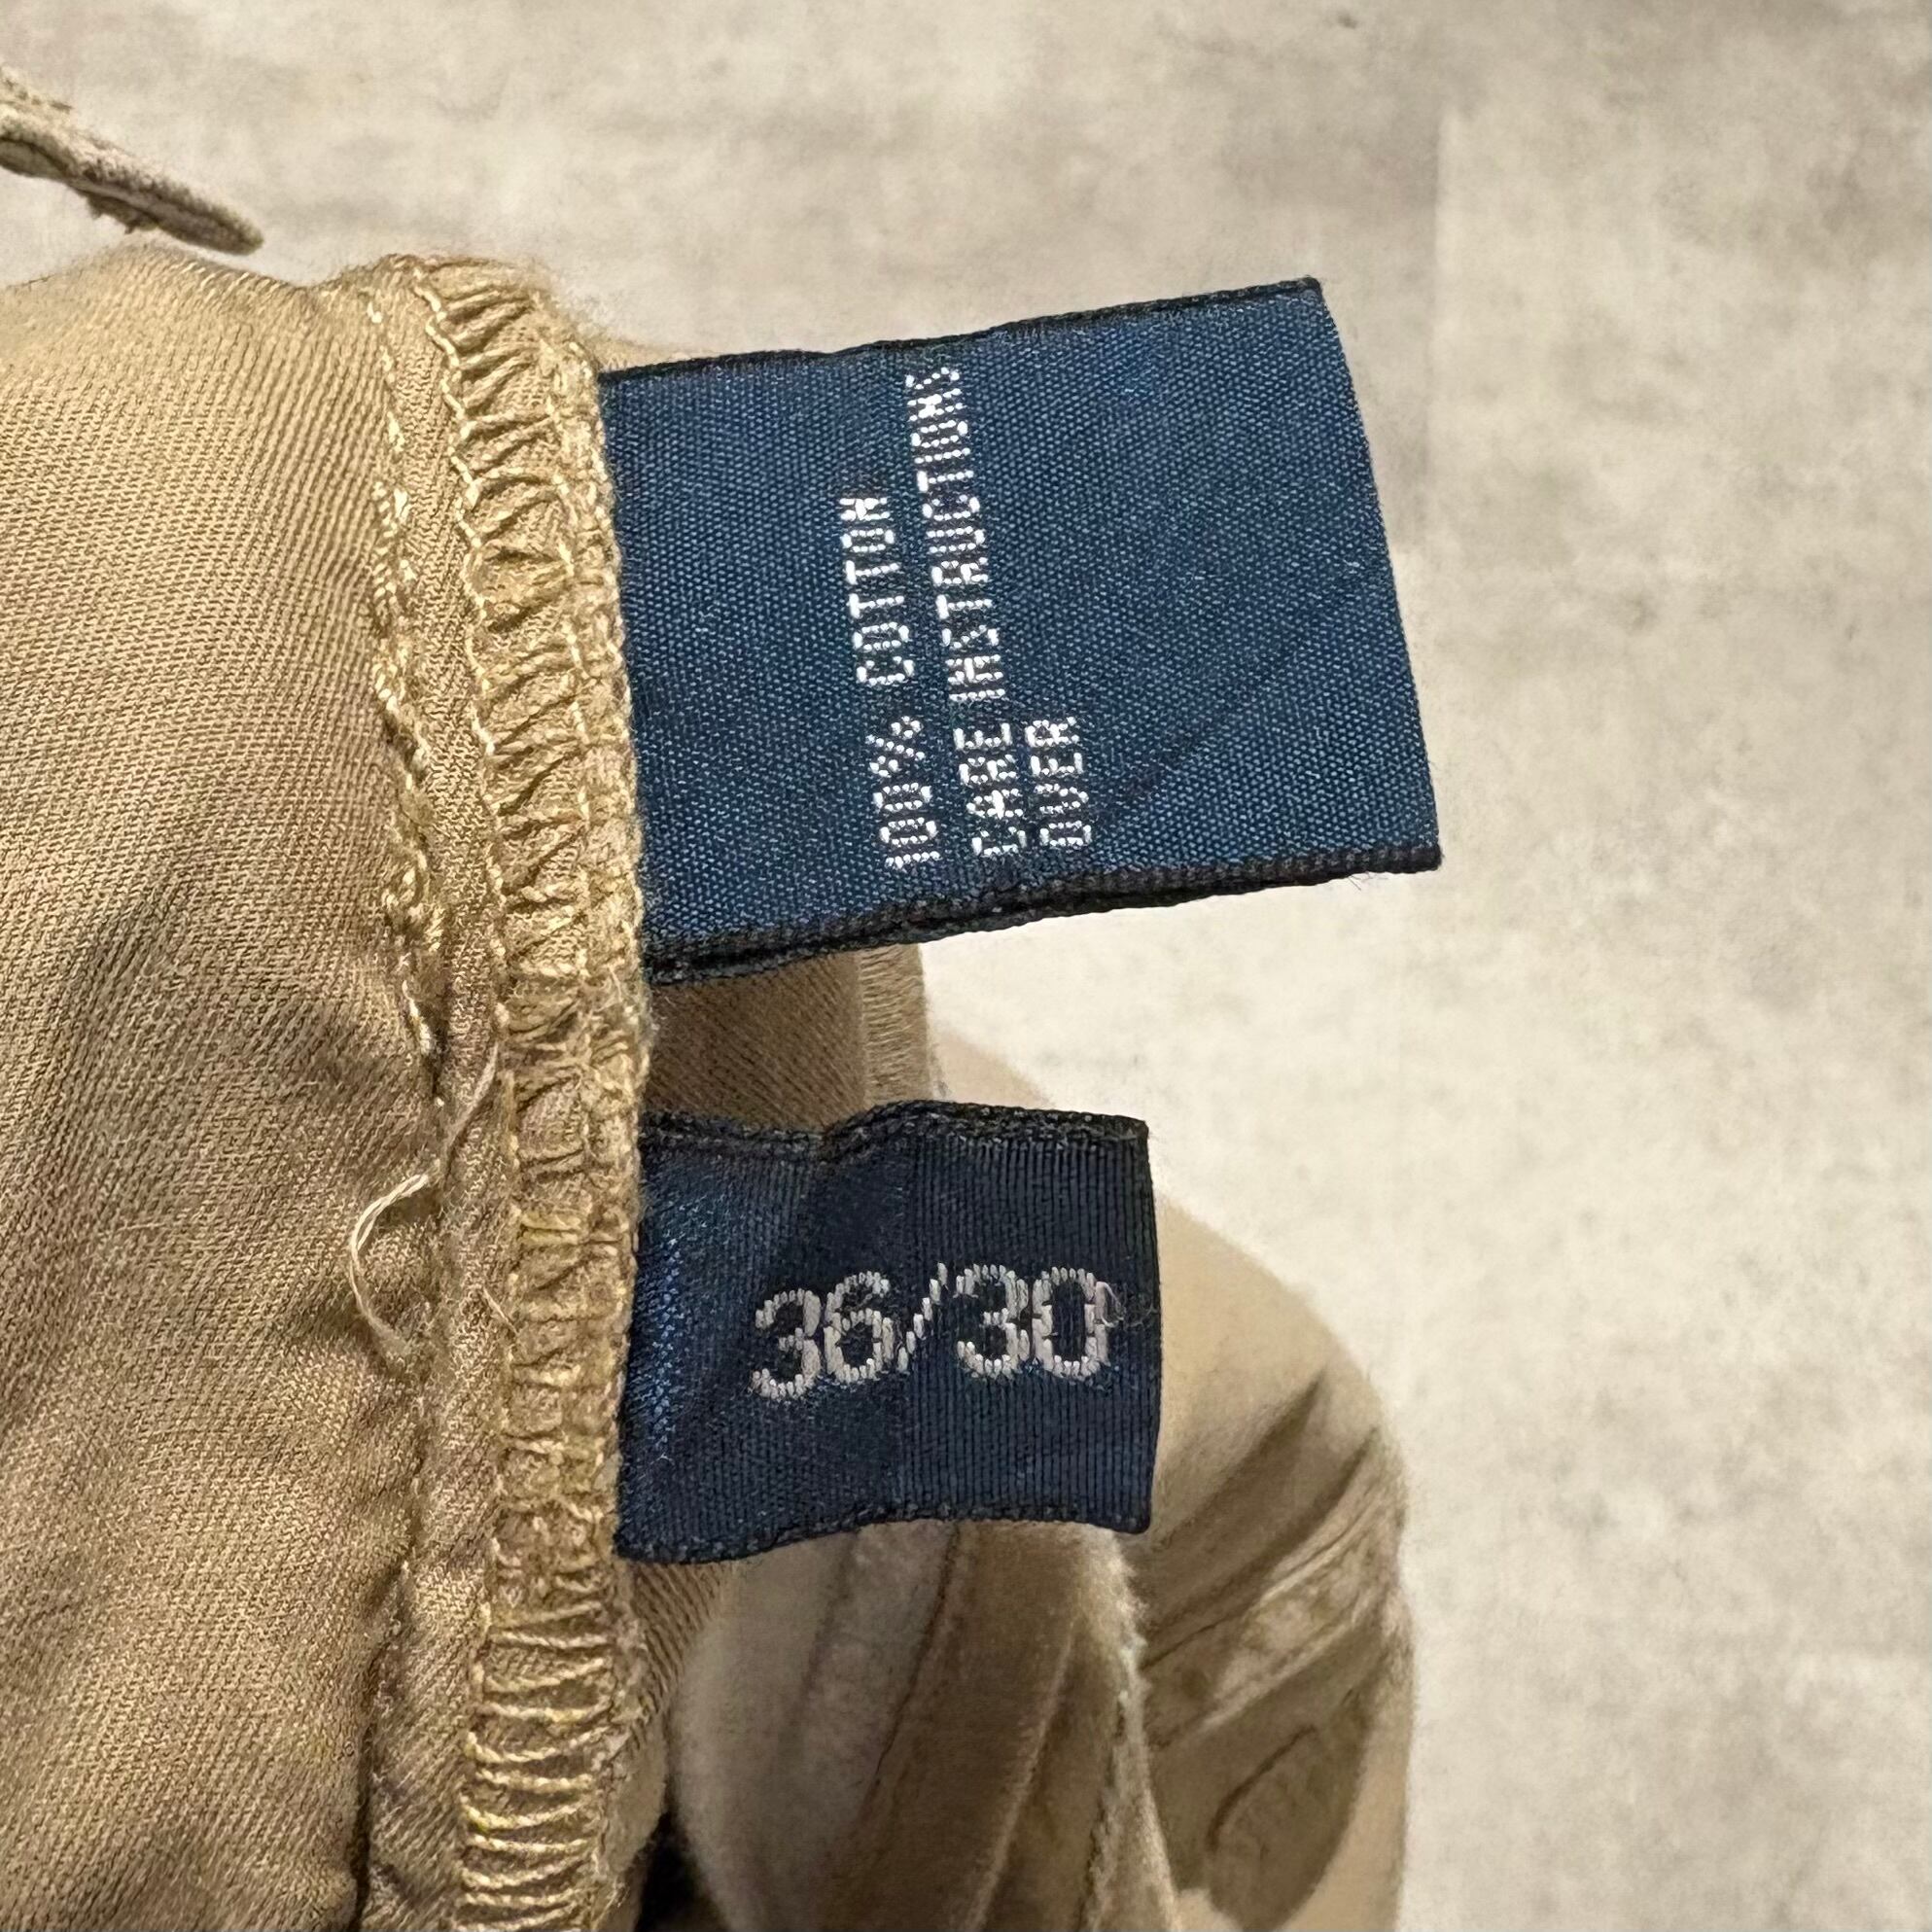 100% COTTON
CARE INSTRUCTIONS
OVER
36/30